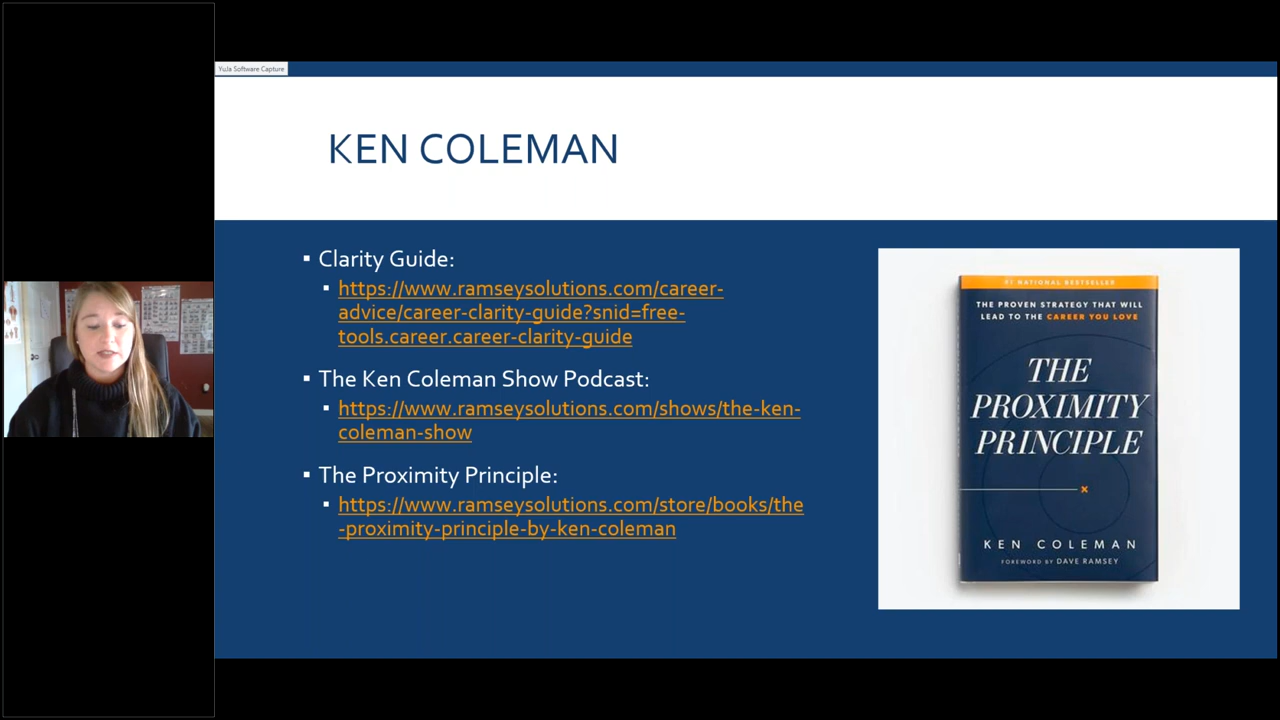 YuJa Software Capture
KEN COLEMAN
▪ Clarity Guide:
▪ https://www.ramseysolutions.com/career-
advice/career-clarity-guide?snid=free-
tools.career.career-clarity-guide
▪ The Ken Coleman Show Podcast:
▪ https://www.ramseysolutions.com/shows/the-ken-
coleman-show
▪ The Proximity Principle:
▪ https://www.ramseysolutions.com/store/books/the
-proximity-principle-by-ken-coleman
#1 NATIONAL BESTSELLER
THE PROVEN STRATEGY THAT WILL
LEAD TO THE CAREER YOU LOVE
THE
PROXIMITY
PRINCIPLE
KEN COLEMAN
FOREWORD BY DAVE RAMSEY